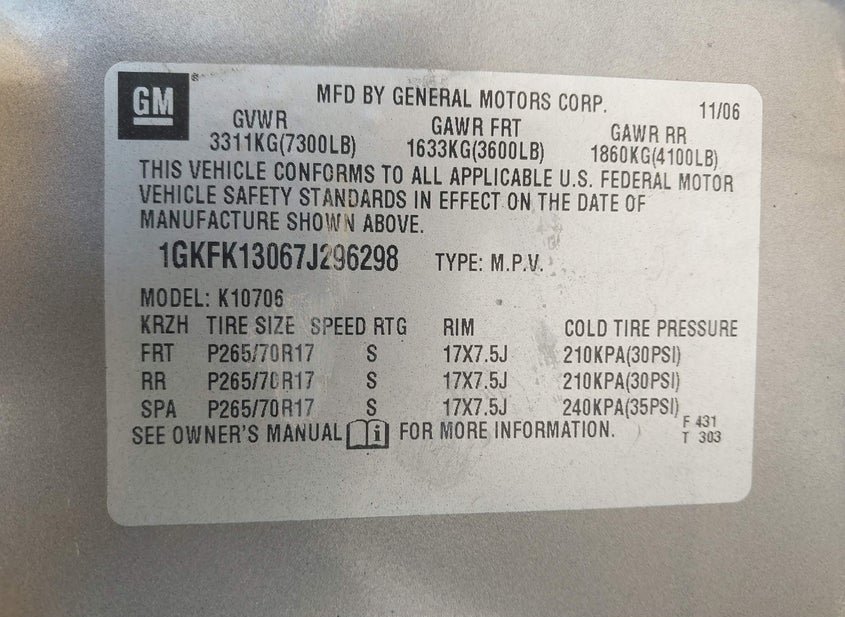 GM
MFD BY GENERAL MOTORS CORP. 11/06
GVWR GAWR FRT GAWR RR
3311KG(7300LB) 1633KG(3600LB) 1860KG(4100LB)
THIS VEHICLE CONFORMS TO ALL APPLICABLE U.S. FEDERAL MOTOR
VEHICLE SAFETY STANDARDS IN EFFECT ON THE DATE OF
MANUFACTURE SHOWN ABOVE.
1GKFK13067J296298 TYPE: M.P.V.
MODEL: K10706
KRZH TIRE SIZE SPEED RTG RIM COLD TIRE PRESSURE
FRT P265/70R17 S 17X7.5J 210KPA(30PSI)
RR P265/70R17 S 17X7.5J 210KPA(30PSI)
SPA P265/70R17 S 17X7.5J 240KPA(35PSI)
SEE OWNER'S MANUAL i FOR MORE INFORMATION.
F 431
T 303